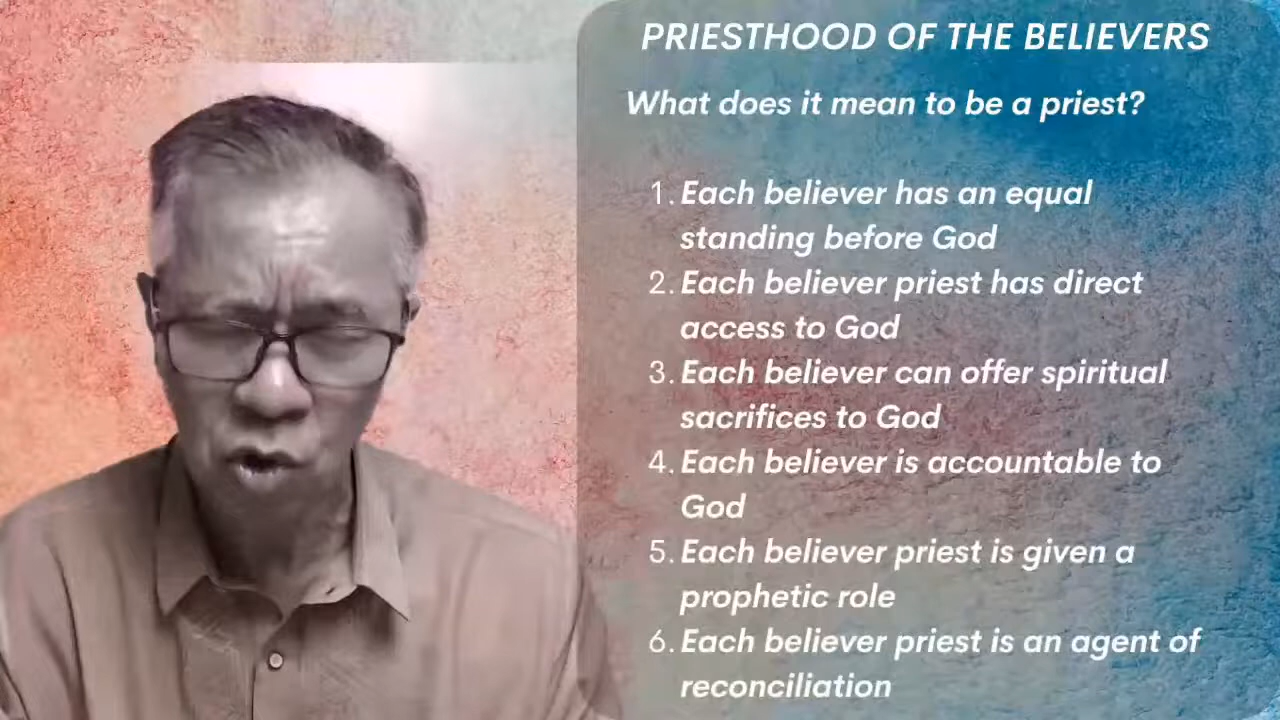 PRIESTHOOD OF THE BELIEVERS
What does it mean to be a priest?
1. Each believer has an equal
standing before God
2. Each believer priest has direct
access to God
3. Each believer can offer spiritual
sacrifices to God
4. Each believer is accountable to
God
5. Each believer priest is given a
prophetic role
6. Each believer priest is an agent of
reconciliation